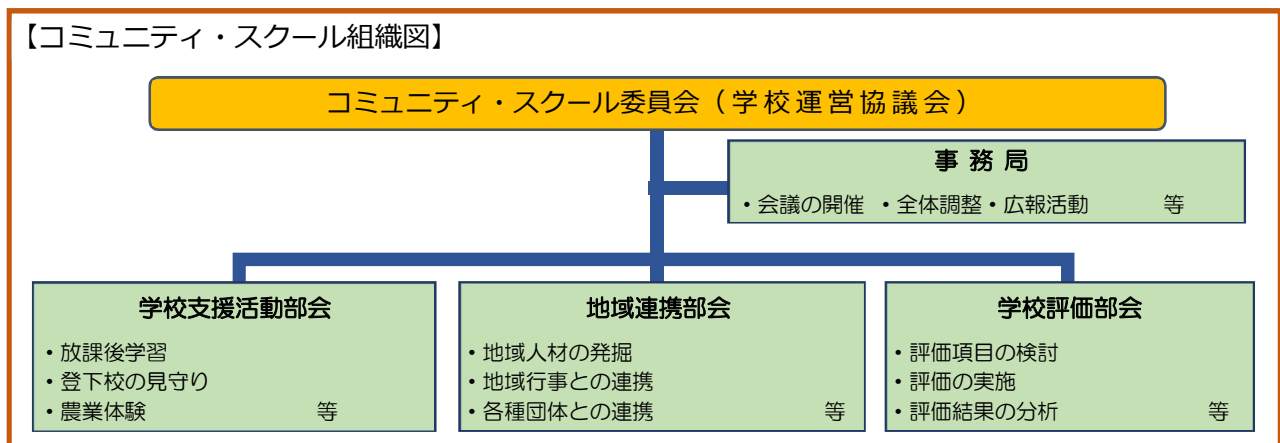 【コミュニティ・スクール組織図】
コミュニティ・スクール委員会(学校運営協議会)
事務局
・会議の開催 ・全体調整・広報活動 等
学校支援活動部会
・放課後学習
・登下校の見守り
・農業体験 等
地域連携部会
・地域人材の発掘
・地域行事との連携
・各種団体との連携 等
学校評価部会
・評価項目の検討
・評価の実施
・評価結果の分析 等